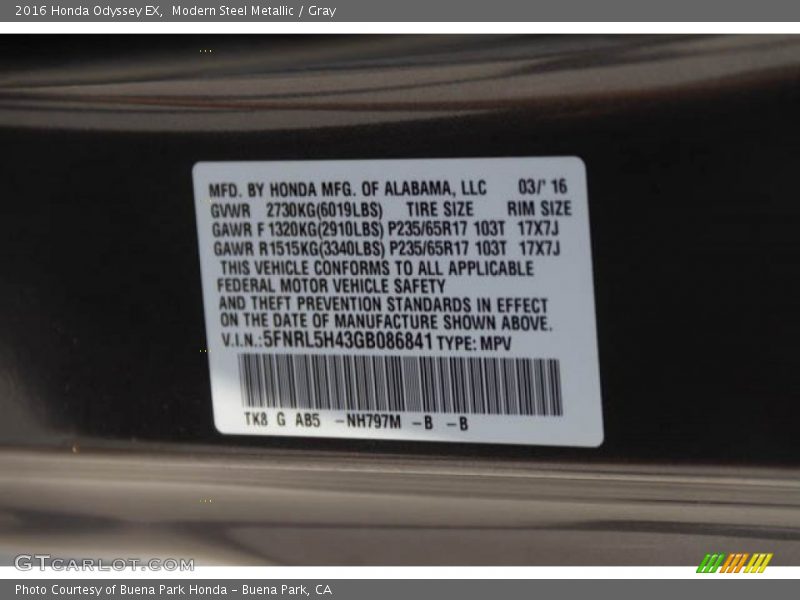 2016 Honda Odyssey EX,  Modern Steel Metallic / Gray
MFD. BY HONDA MFG. OF ALABAMA, LLC 03/' 16
GVWR 2730KG(6019LBS) TIRE SIZE RIM SIZE
GAWR F 1320KG(2910LBS) P235/65R17 103T 17X7J
GAWR R1515KG(3340LBS) P235/65R17 103T 17X7J
THIS VEHICLE CONFORMS TO ALL APPLICABLE
FEDERAL MOTOR VEHICLE SAFETY
AND THEFT PREVENTION STANDARDS IN EFFECT
ON THE DATE OF MANUFACTURE SHOWN ABOVE.
V.I.N.:5FNRL5H43GB086841 TYPE: MPV
TK8 G AB5 -NH797M -B -B
GTCARLOT.COM
Photo Courtesy of Buena Park Honda - Buena Park, CA